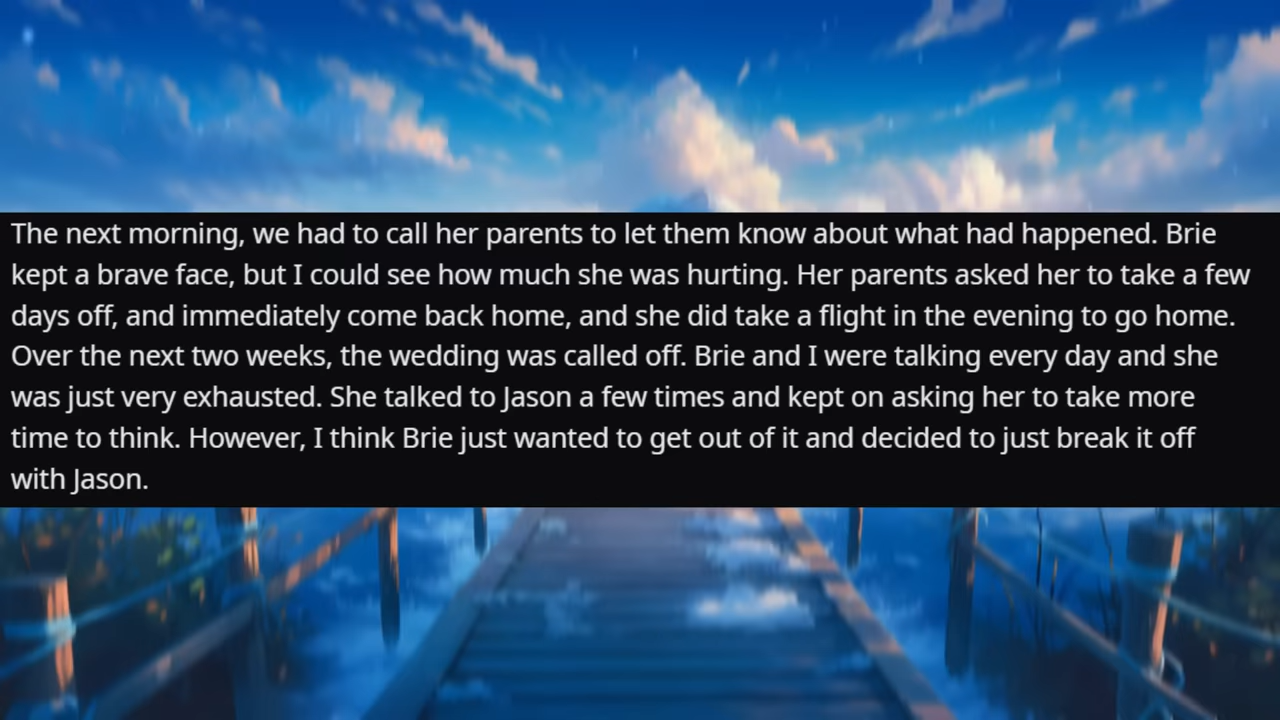 The next morning, we had to call her parents to let them know about what had happened. Brie
kept a brave face, but I could see how much she was hurting. Her parents asked her to take a few
days off, and immediately come back home, and she did take a flight in the evening to go home.
Over the next two weeks, the wedding was called off. Brie and I were talking every day and she
was just very exhausted. She talked to Jason a few times and kept on asking her to take more
time to think. However, I think Brie just wanted to get out of it and decided to just break it off
with Jason.